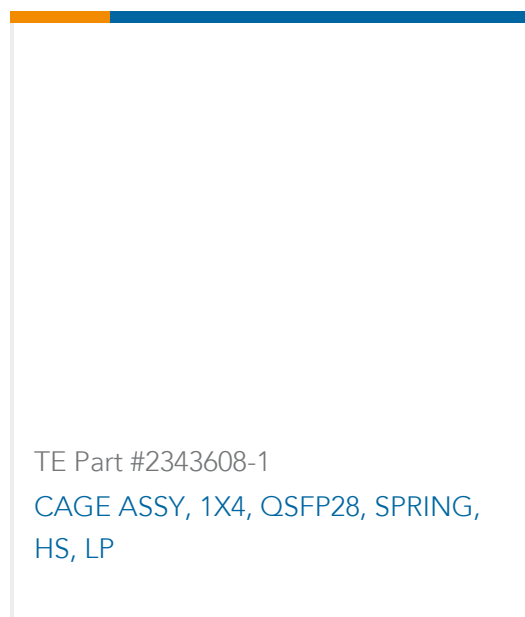 TE Part #2343608-1
CAGE ASSY, 1X4, QSFP28, SPRING,
HS, LP